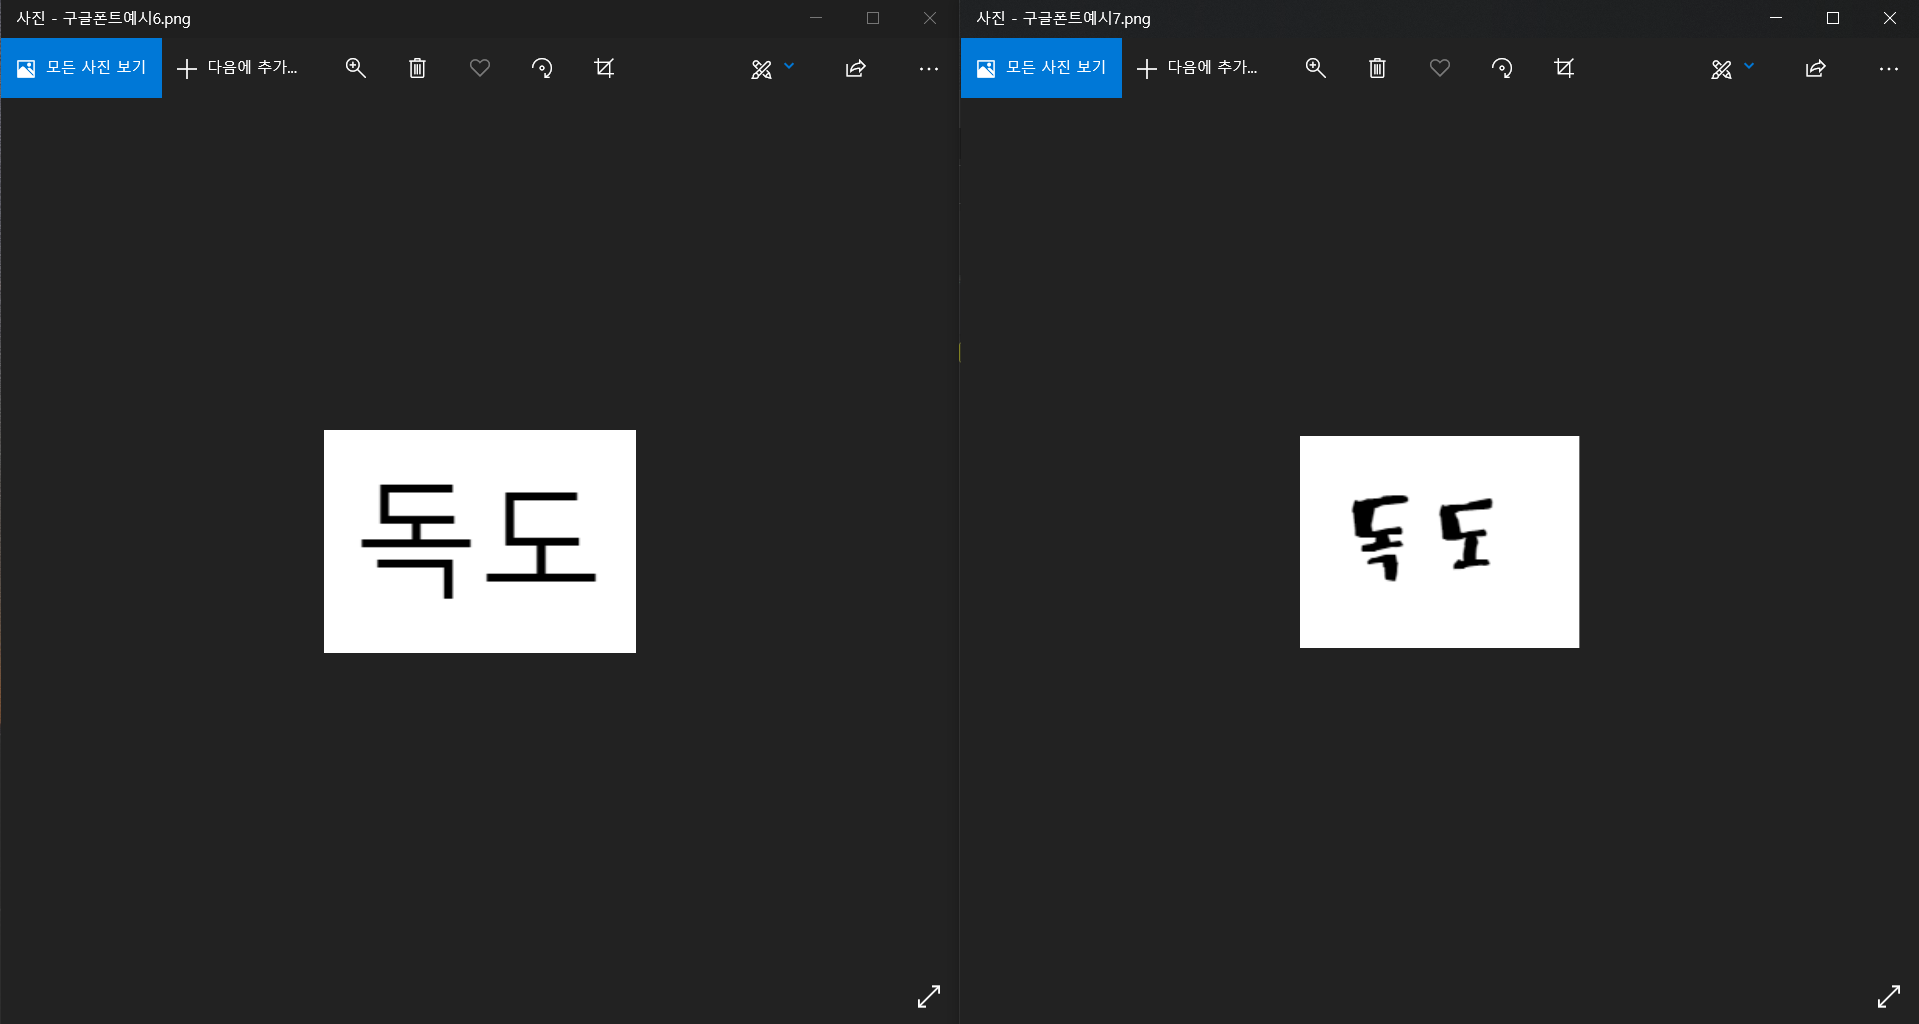 사진 - 구글폰트예시6.png
모든 사진 보기 다음에 추가...
독도
사진 - 구글폰트예시7.png
모든 사진 보기 다음에 추가...
독도